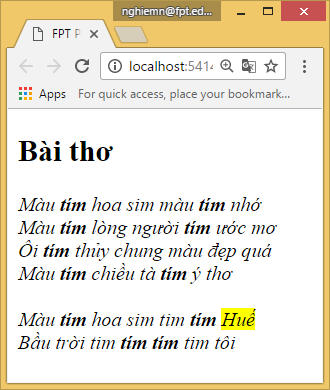 nghiemn@fpt.ed...
FPT P
localhost:5414
Apps For quick access, place your bookmark...
Bài thơ
Màu tím hoa sim màu tím nhớ
Màu tím lòng người tím ước mơ
Ôi tím thủy chung màu đẹp quá
Màu tím chiều tà tím ý thơ
Màu tím hoa sim tim tím Huế
Bầu trời tim tím tím tim tôi